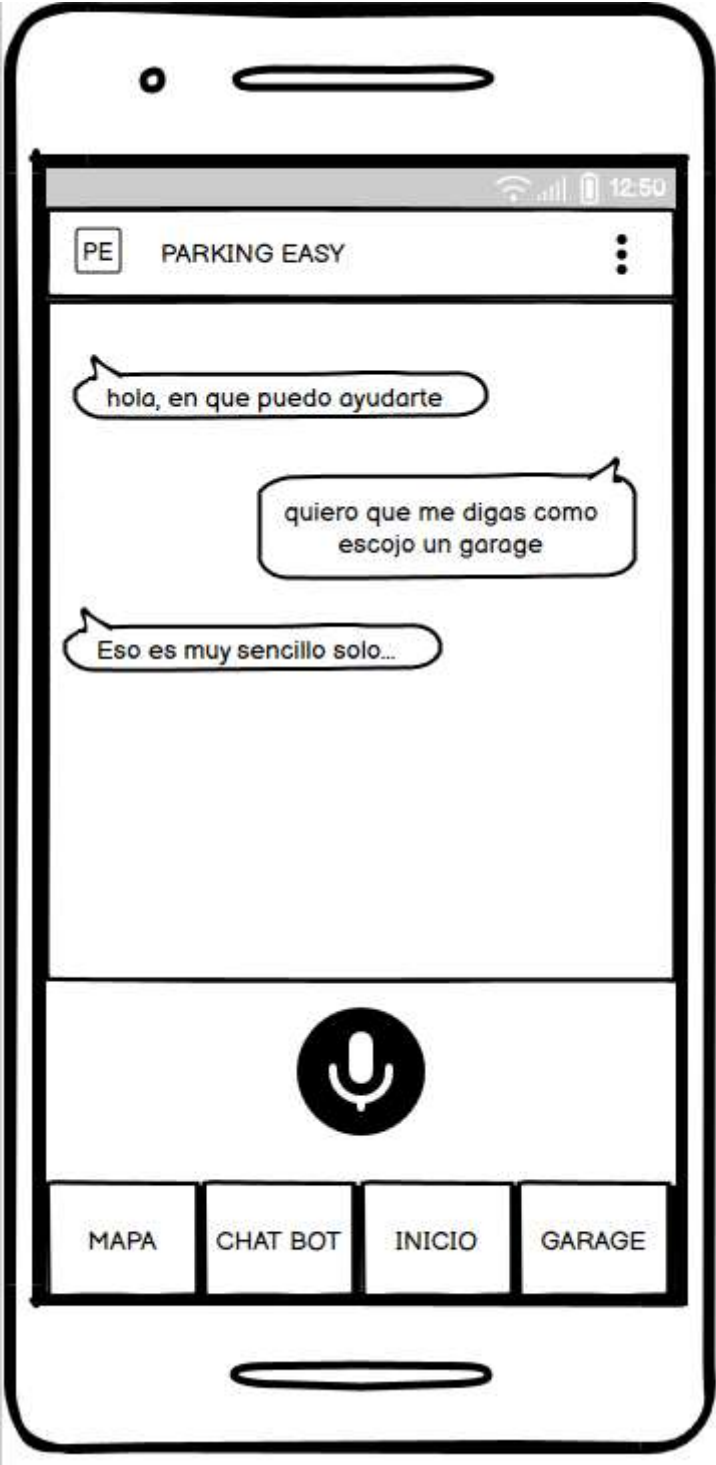 12:50
PE PARKING EASY
hola, en que puedo ayudarte
quiero que me digas como
escojo un garage
Eso es muy sencillo solo...
MAPA CHAT BOT INICIO GARAGE